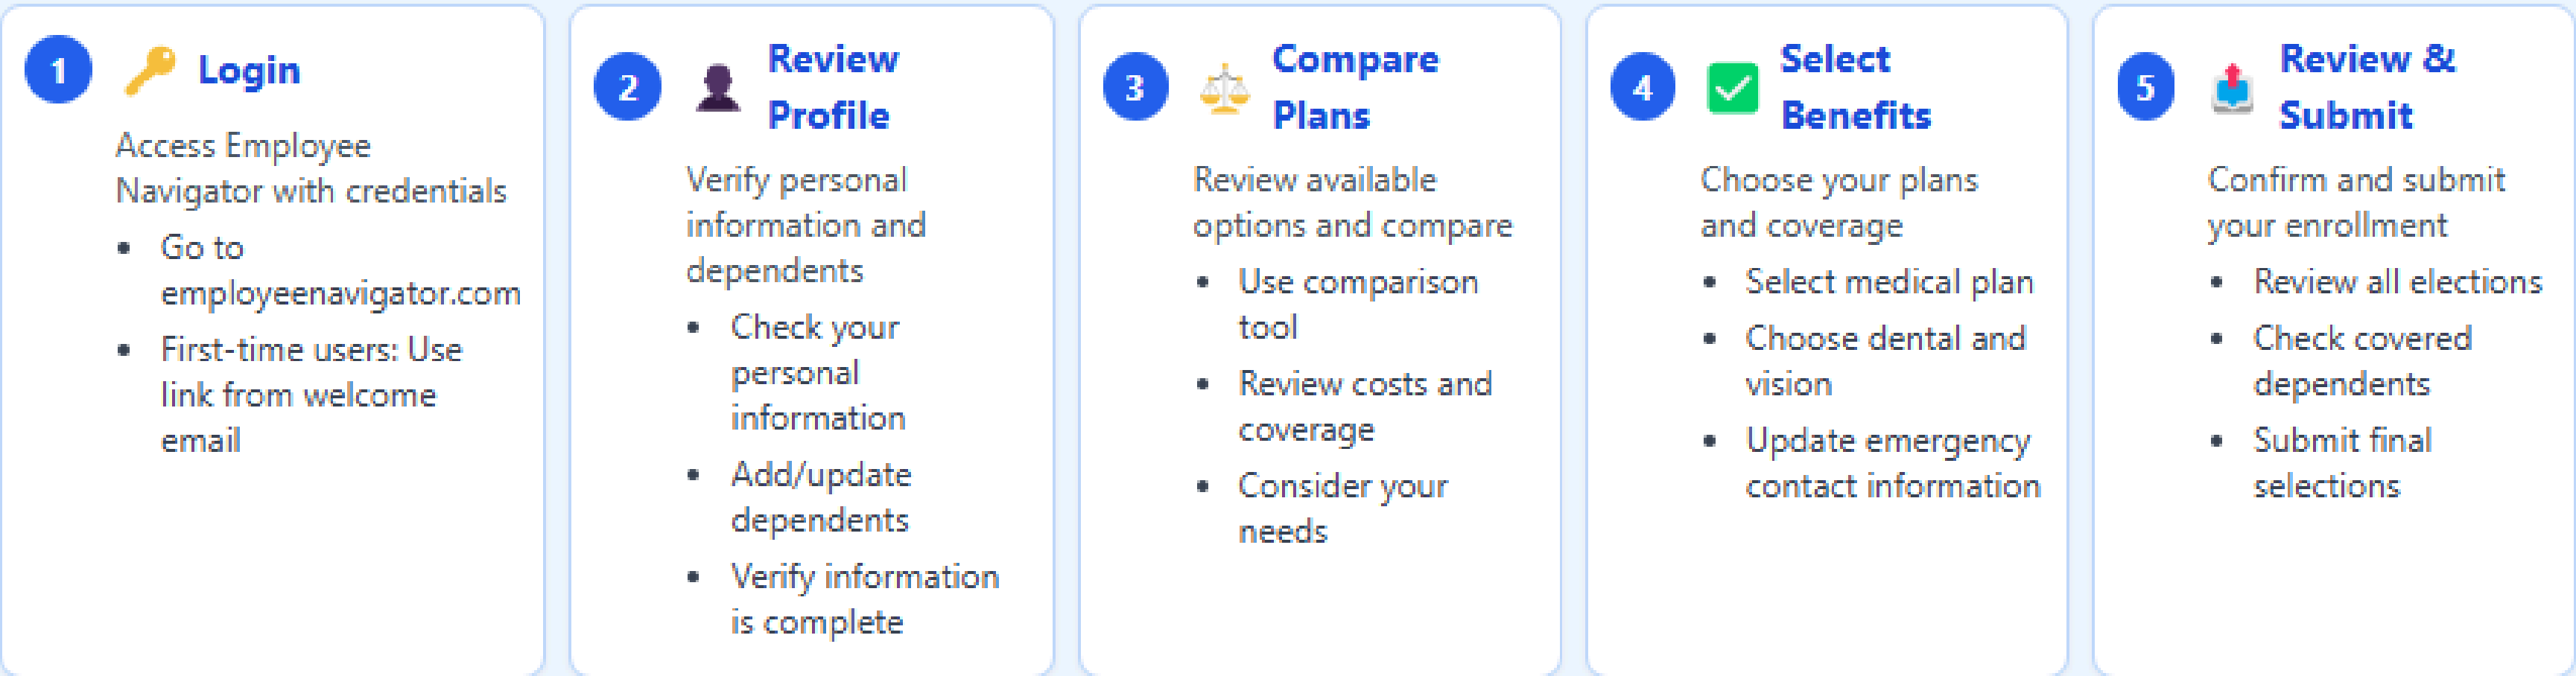 1
Login
Access Employee
Navigator with credentials
• Go to
employeenavigator.com
• First-time users: Use
link from welcome
email
2
Review
Profile
Verify personal
information and
dependents
• Check your
personal
information
• Add/update
dependents
• Verify information
is complete
3
Compare
Plans
Review available
options and compare
• Use comparison
tool
• Review costs and
coverage
• Consider your
needs
4
Select
Benefits
Choose your plans
and coverage
• Select medical plan
• Choose dental and
vision
• Update emergency
contact information
5
Review &
Submit
Confirm and submit
your enrollment
• Review all elections
• Check covered
dependents
• Submit final
selections